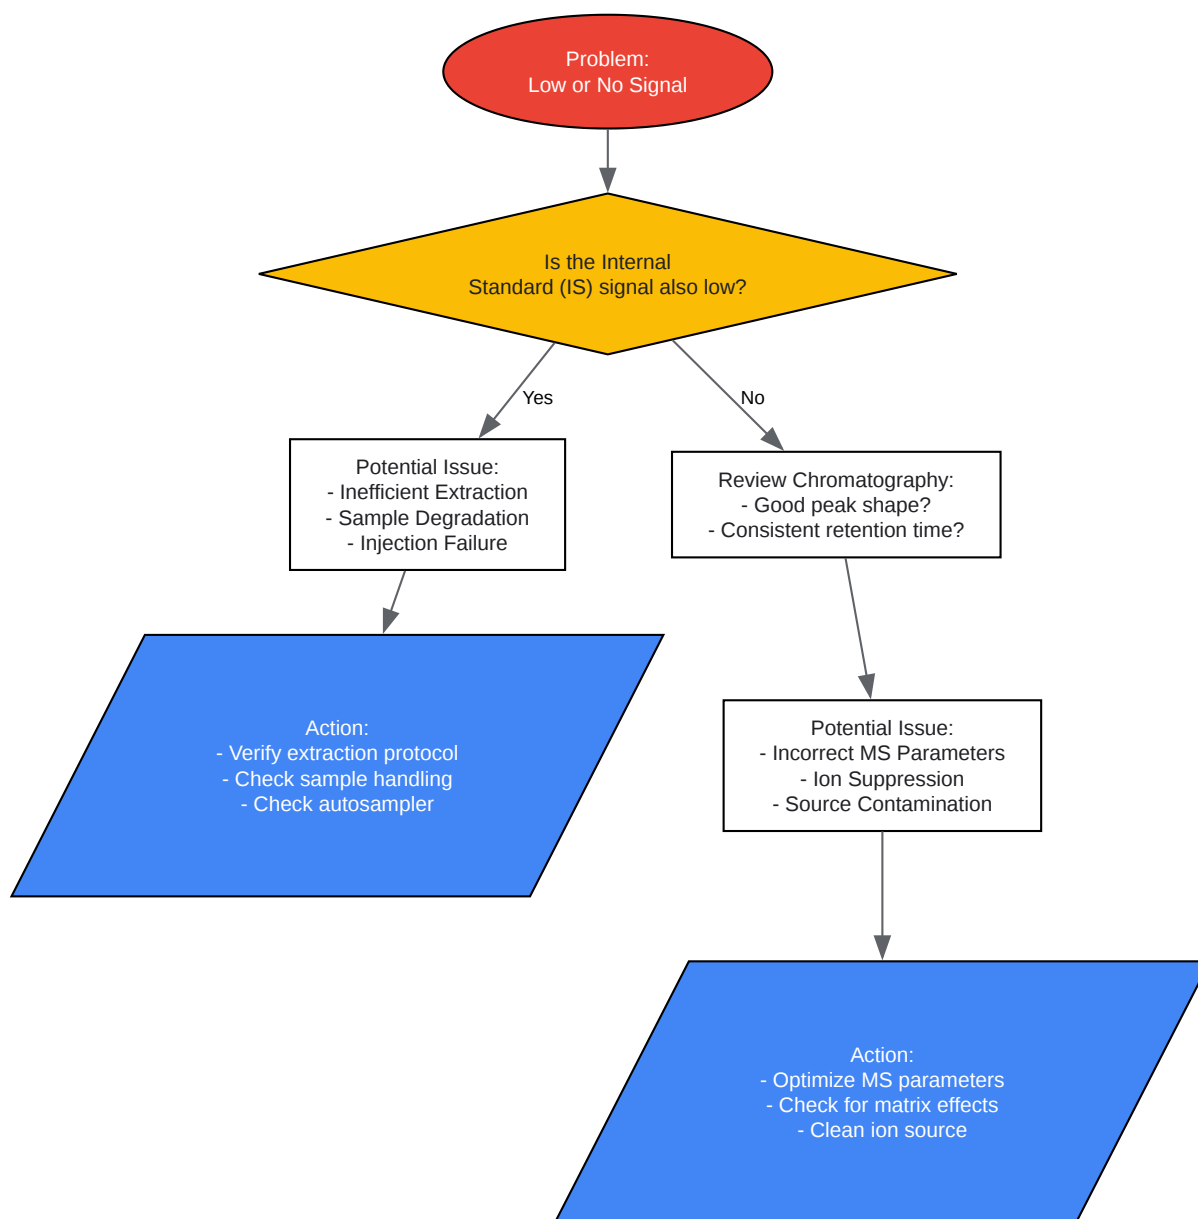 Problem:
Low or No Signal
Is the Internal
Standard (IS) signal also low?
Yes
No
Potential Issue:
- Inefficient Extraction
- Sample Degradation
- Injection Failure
Review Chromatography:
- Good peak shape?
- Consistent retention time?
Action:
- Verify extraction protocol
- Check sample handling
- Check autosampler
Potential Issue:
- Incorrect MS Parameters
- Ion Suppression
- Source Contamination
Action:
- Optimize MS parameters
- Check for matrix effects
- Clean ion source